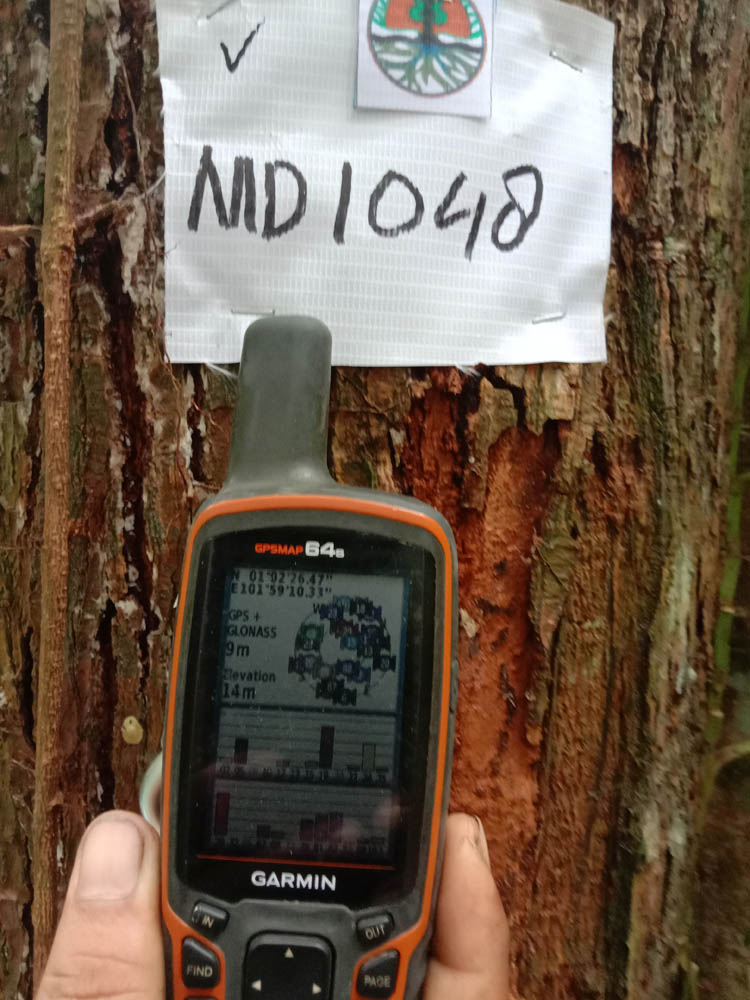 MD1048
GPSMAP 64s
N 01°02'26.47"
E101°59'10.33"
GPS +
GLONASS
9m
Elevation
14m
GARMIN
IN
OUT
FIND
PAGE